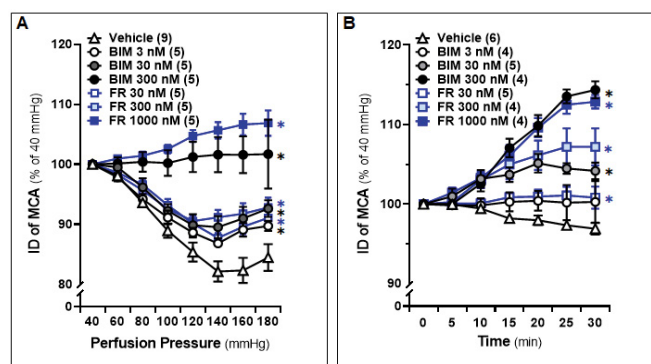 A
Vehicle (9)
BIM 3 nM (5)
BIM 30 nM (5)
BIM 300 nM (5)
FR 30 nM (5)
FR 300 nM (5)
FR 1000 nM (5)
ID of MCA (% of 40 mmHg)
120
110
100
90
80
0
*
*
*
*
*
*
40 60 80 100 120 140 160 180
Perfusion Pressure (mmHg)
B
Vehicle (6)
BIM 3 nM (4)
BIM 30 nM (5)
BIM 300 nM (4)
FR 30 nM (5)
FR 300 nM (4)
FR 1000 nM (4)
ID of MCA (% of 40 mmHg)
120
110
100
90
0
*
*
*
*
*
0 5 10 15 20 25 30
Time (min)